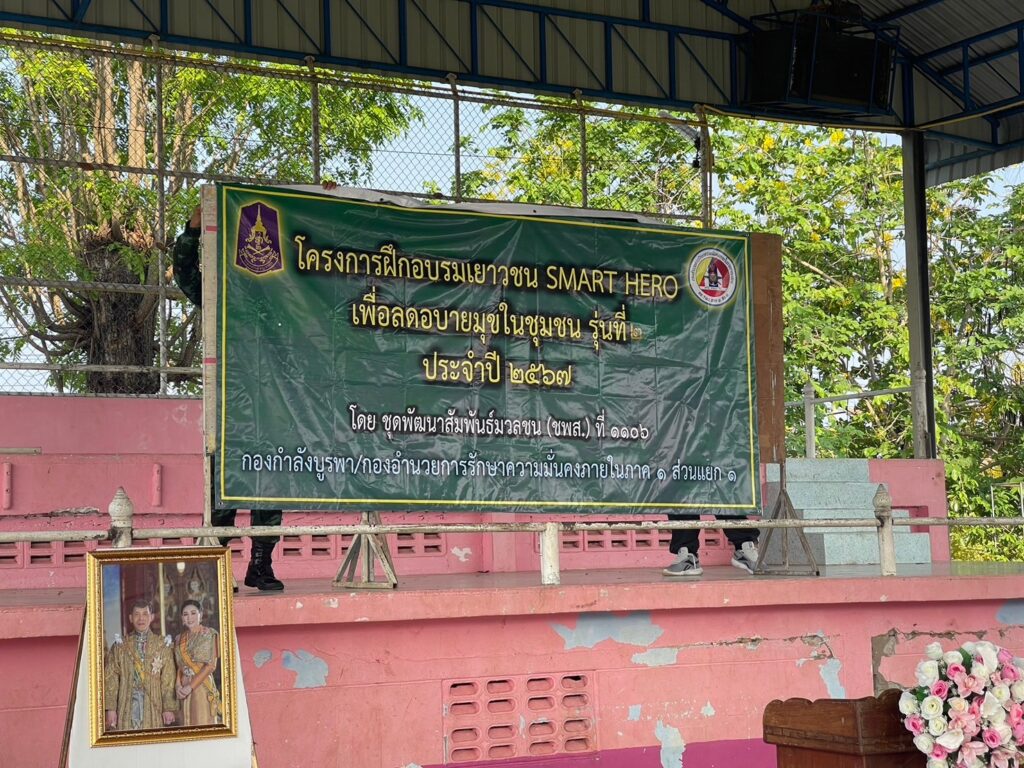 โครงการฝึกอบรมเยาวชน SMART HERO
เพื่อลดอบายมุขในชุมชน รุ่นที่ ๒
ประจำปี ๒๕๖๗
โดย ชุดพัฒนาสัมพันธ์มวลชน (ชพส.) ที่ ๑๑๐๖
กองกำลังบูรพา/กองอำนวยการรักษาความมั่นคงภายในภาค ๑ ส่วนแยก ๑